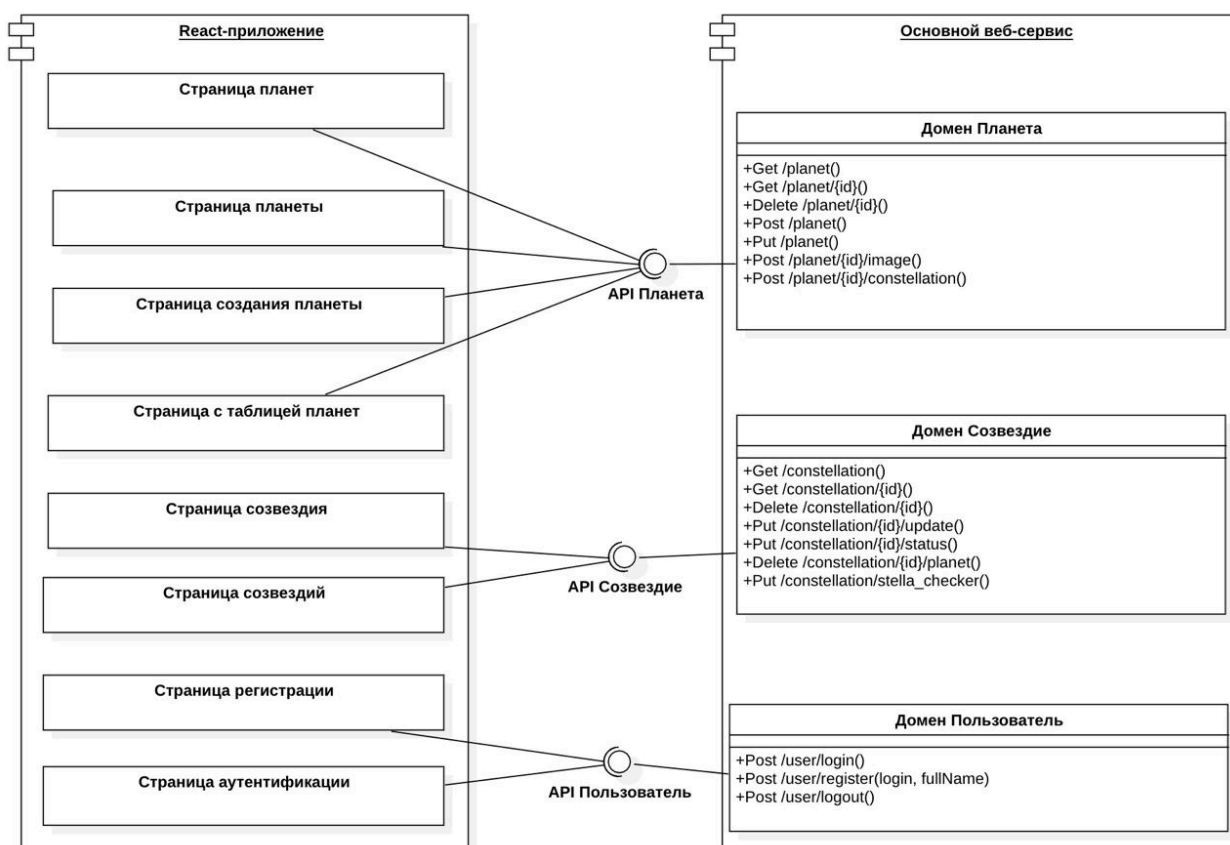 React-приложение
Страница планет
Страница планеты
Страница создания планеты
Страница с таблицей планет
Страница созвездия
Страница созвездий
Страница регистрации
Страница аутентификации
API Планета
API Созвездие
API Пользователь
Основной веб-сервис
Домен Планета
+Get /planet()
+Get /planet/{id}()
+Delete /planet/{id}()
+Post /planet()
+Put /planet()
+Post /planet/{id}/image()
+Post /planet/{id}/constellation()
Домен Созвездие
+Get /constellation()
+Get /constellation/{id}()
+Delete /constellation/{id}()
+Put /constellation/{id}/update()
+Put /constellation/{id}/status()
+Delete /constellation/{id}/planet()
+Put /constellation/stella_checker()
Домен Пользователь
+Post /user/login()
+Post /user/register(login, fullName)
+Post /user/logout()